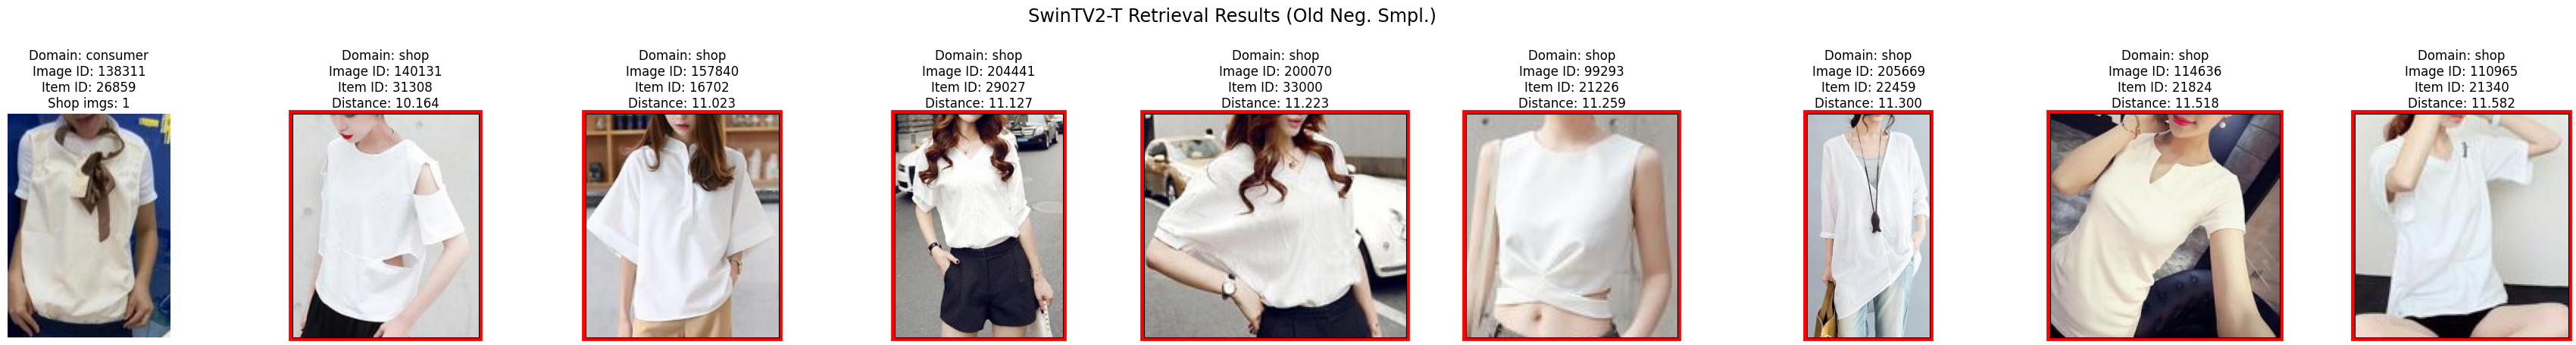 SwinTV2-T Retrieval Results (Old Neg. Smpl.)
Domain: consumer
Image ID: 138311
Item ID: 26859
Shop imgs: 1
Domain: shop
Image ID: 140131
Item ID: 31308
Distance: 10.164
Domain: shop
Image ID: 157840
Item ID: 16702
Distance: 11.023
Domain: shop
Image ID: 204441
Item ID: 29027
Distance: 11.127
Domain: shop
Image ID: 200070
Item ID: 33000
Distance: 11.223
Domain: shop
Image ID: 99293
Item ID: 21226
Distance: 11.259
Domain: shop
Image ID: 205669
Item ID: 22459
Distance: 11.300
Domain: shop
Image ID: 114636
Item ID: 21824
Distance: 11.518
Domain: shop
Image ID: 110965
Item ID: 21340
Distance: 11.582